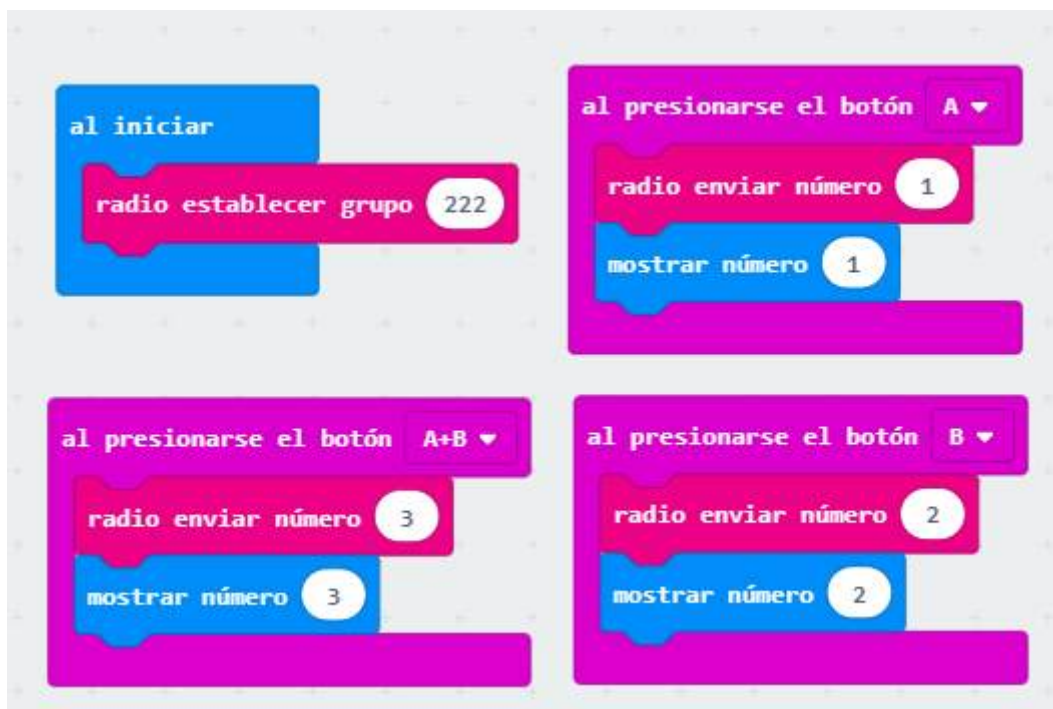 al iniciar
radio establecer grupo 222
al presionarse el botón A
radio enviar número 1
mostrar número 1
al presionarse el botón A+B
radio enviar número 3
mostrar número 3
al presionarse el botón B
radio enviar número 2
mostrar número 2